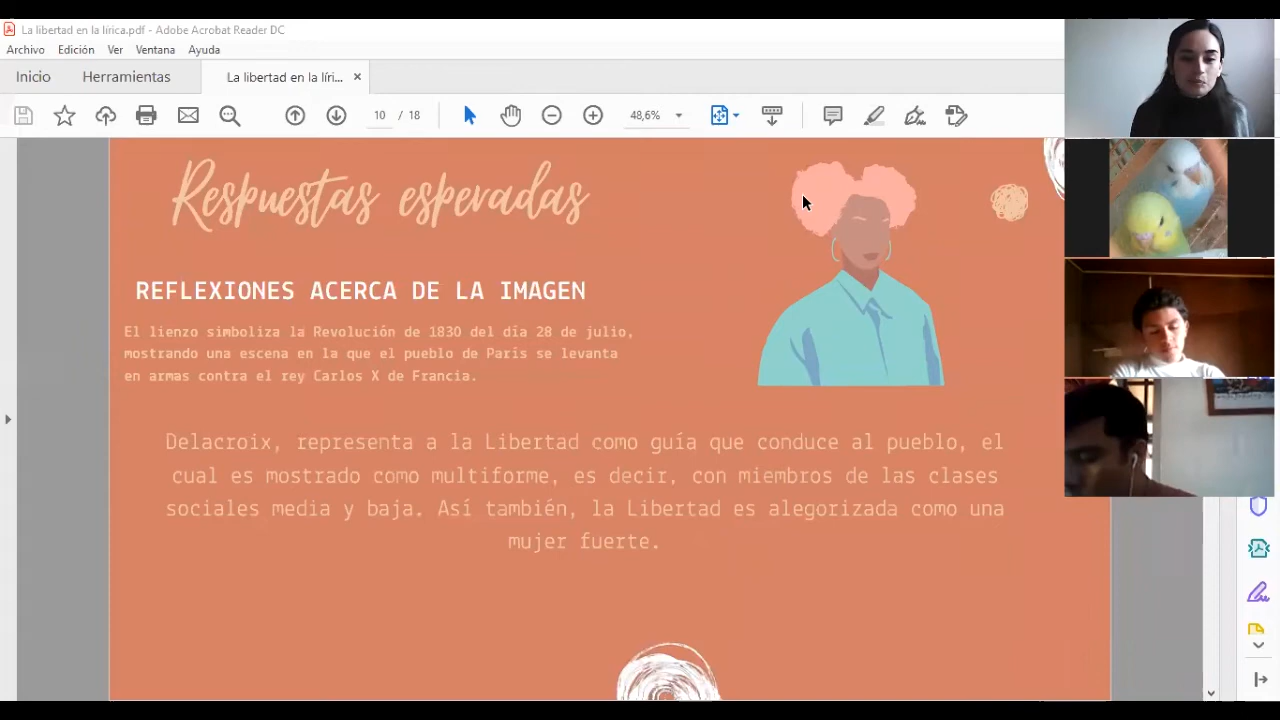 La libertad en la lírica.pdf - Adobe Acrobat Reader DC
Archivo Edición Ver Ventana Ayuda
Inicio Herramientas La libertad en la líri... ×
10 / 18 48,6%
Respuestas esperadas
REFLEXIONES ACERCA DE LA IMAGEN
El lienzo simboliza la Revolución de 1830 del día 28 de julio,
mostrando una escena en la que el pueblo de París se levanta
en armas contra el rey Carlos X de Francia.
Delacroix, representa a la Libertad como guía que conduce al pueblo, el
cual es mostrado como multiforme, es decir, con miembros de las clases
sociales media y baja. Así también, la Libertad es alegorizada como una
mujer fuerte.